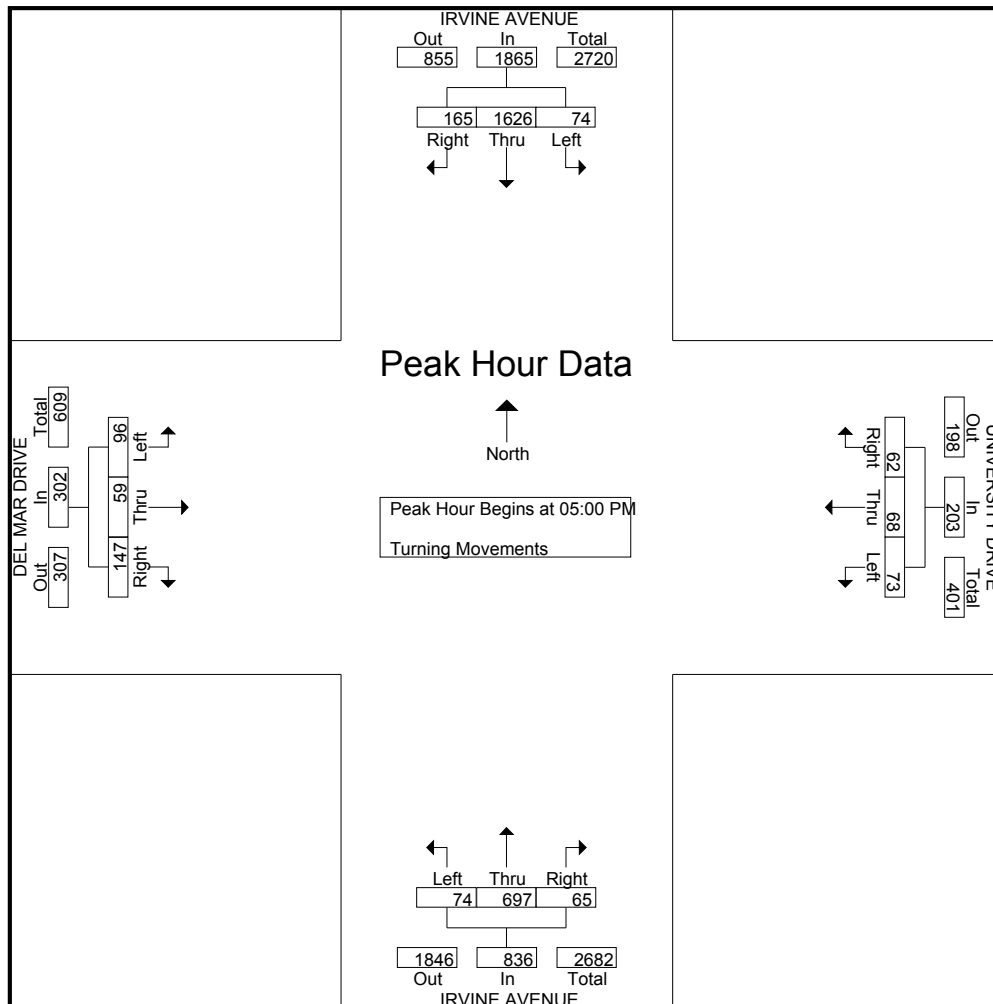 IRVINE AVENUE
Out In Total
855 1865 2720
165 1626 74
Right Thru Left
Peak Hour Data
North
Peak Hour Begins at 05:00 PM
Turning Movements
DEL MAR DRIVE
Out In Total
307 302 609
Left Thru Right
96 59 147
UNIVERSITY DRIVE
Out In Total
198 203 401
Right Thru Left
62 68 73
Left Thru Right
74 697 65
1846 836 2682
Out In Total
IRVINE AVENUE